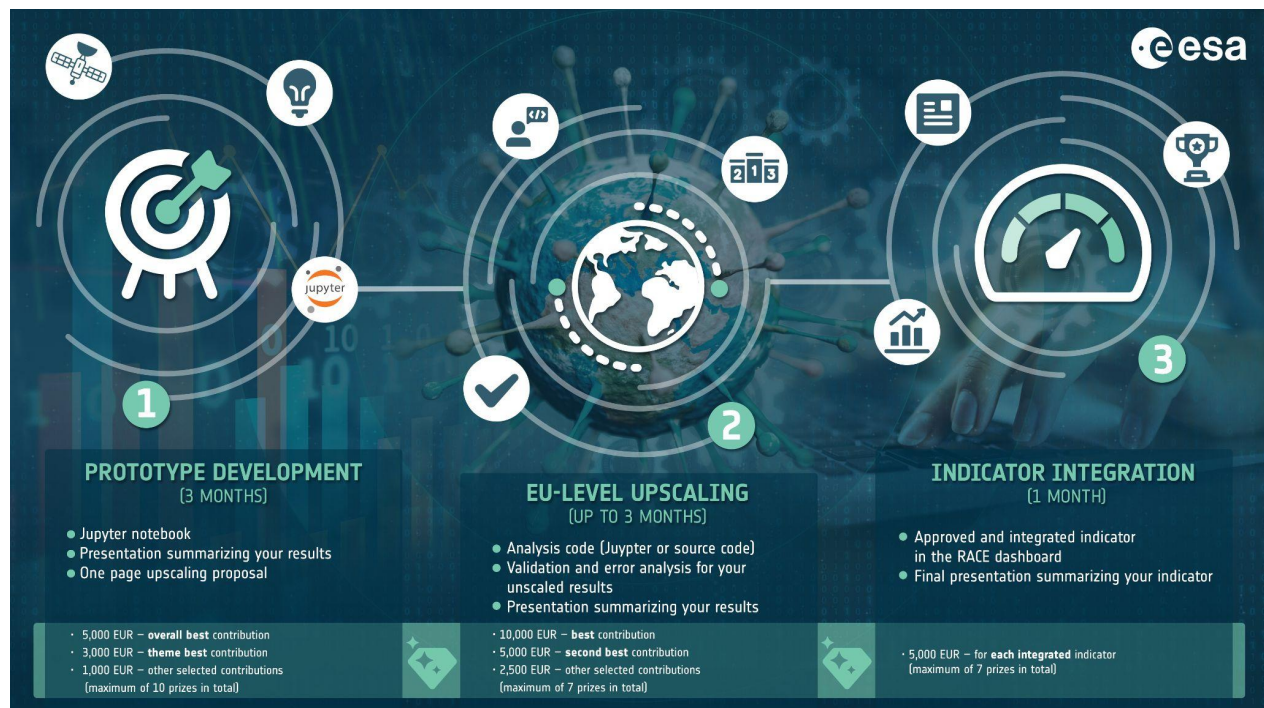 esa
</>
2 1 3
jupyter
10
10
1
2
3
PROTOTYPE DEVELOPMENT
(3 MONTHS)
Jupyter notebook
Presentation summarizing your results
One page upscaling proposal
5,000 EUR – overall best contribution
3,000 EUR – theme best contribution
1,000 EUR – other selected contributions
(maximum of 10 prizes in total)
EU-LEVEL UPSCALING
(UP TO 3 MONTHS)
Analysis code (Juypter or source code)
Validation and error analysis for your
unscaled results
Presentation summarizing your results
10,000 EUR – best contribution
5,000 EUR – second best contribution
2,500 EUR – other selected contributions
(maximum of 7 prizes in total)
INDICATOR INTEGRATION
(1 MONTH)
Approved and integrated indicator
in the RACE dashboard
Final presentation summarizing your indicator
5,000 EUR – for each integrated indicator
(maximum of 7 prizes in total)